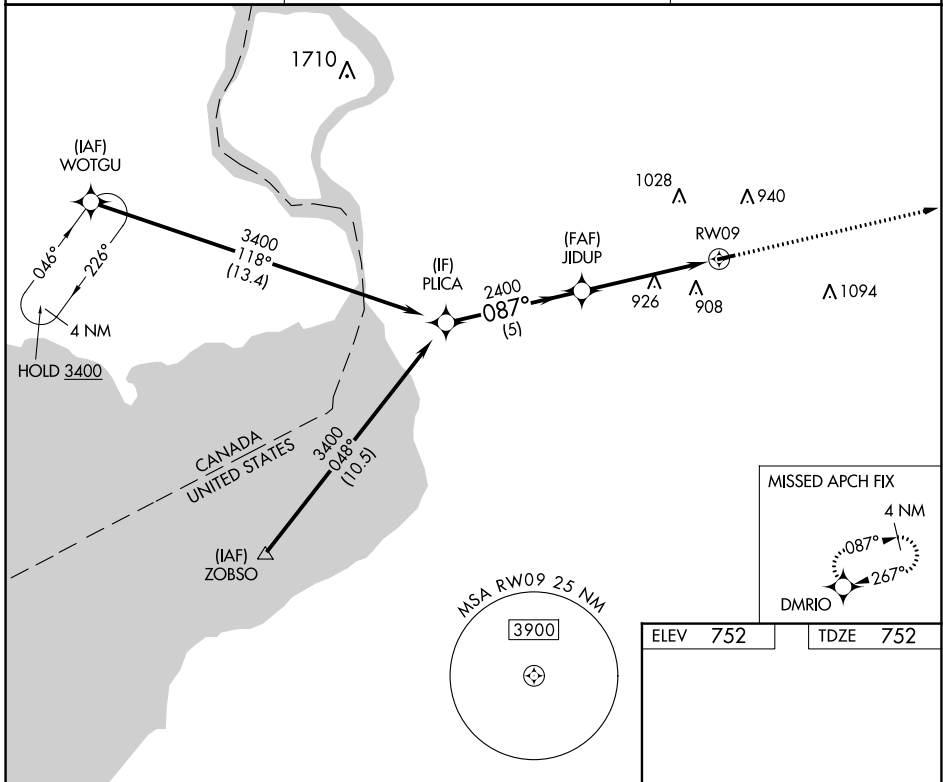 1710
(IAF)
WOTGU
046°
226°
4 NM
HOLD 3400
3400
118°
(13.4)
(IF)
PLICA
2400
087°
(5)
(FAF)
JIDUP
1028
940
RW09
926
908
1094
3400
048°
(10.5)
CANADA
UNITED STATES
(IAF)
ZOBSO
MSA RW09 25 NM
3900
MISSED APCH FIX
4 NM
087°
267°
DMRIO
ELEV 752
TDZE 752